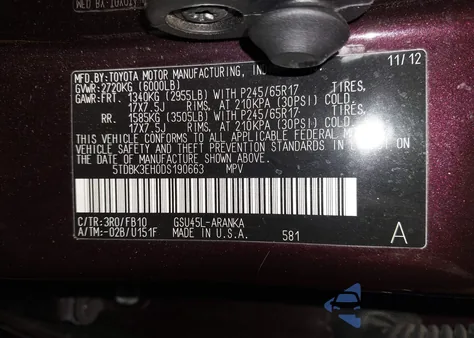 MFD.BY:TOYOTA MOTOR MANUFACTURING, IN 11/12
GVWR:2720KG (6000LB)
GAWR:FRT. 1340KG (2955LB) WITH P245/65R17 TIRES,
17X7.5J RIMS, AT 210KPA (30PSI) COLD.
RR. 1585KG (3505LB) WITH P245/65R17 TIRES,
17X7.5J RIMS, AT 210KPA (30PSI) COLD.
THIS VEHICLE CONFORMS TO ALL APPLICABLE FEDERAL MOTOR
VEHICLE SAFETY AND THEFT PREVENTION STANDARDS IN
EFFECT ON THE DATE OF MANUFACTURE SHOWN ABOVE.
5TDBK3EH0DS190663 MPV
C/TR:3R0/FB10 GSU45L-ARANKA
A/TM:-02B/U151F MADE IN U.S.A. 581 A